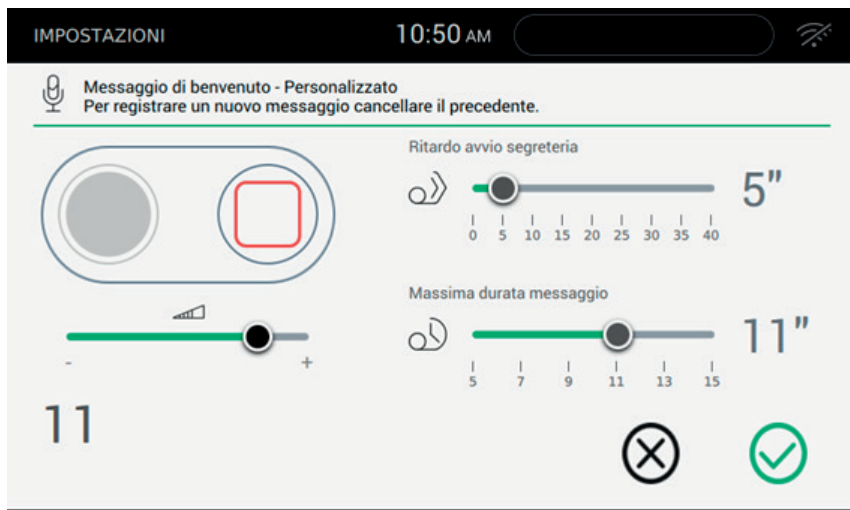 IMPOSTAZIONI
10:50 AM
Messaggio di benvenuto - Personalizzato
Per registrare un nuovo messaggio cancellare il precedente.
Ritardo avvio segreteria
5"
0 5 10 15 20 25 30 35 40
- +
11
Massima durata messaggio
11"
5 7 9 11 13 15